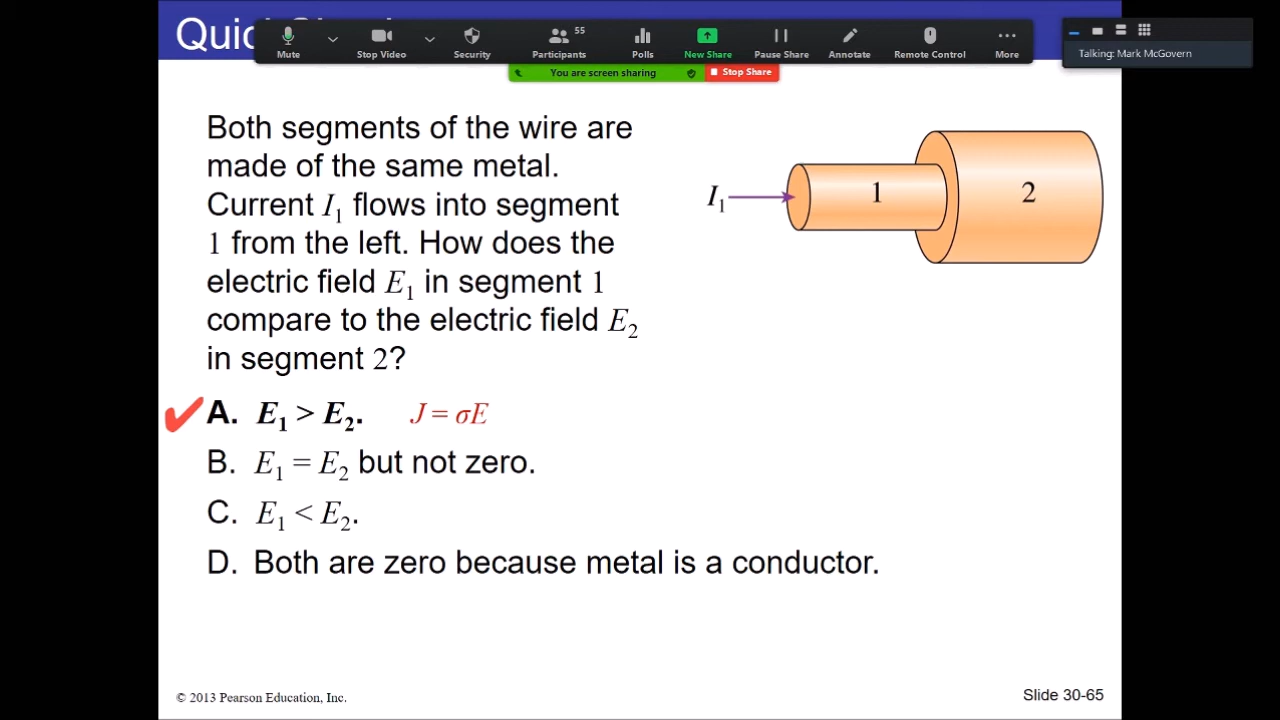 Quic
Mute
Stop Video
Security
55
Participants
Polls
New Share
Pause Share
Annotate
Remote Control
More
You are screen sharing
Stop Share
Talking: Mark McGovern
Both segments of the wire are
made of the same metal.
Current I₁ flows into segment
1 from the left. How does the
electric field E₁ in segment 1
compare to the electric field E₂
in segment 2?
I₁
1
2
A. E₁ > E₂. J = σE
B. E₁ = E₂ but not zero.
C. E₁ < E₂.
D. Both are zero because metal is a conductor.
© 2013 Pearson Education, Inc.
Slide 30-65